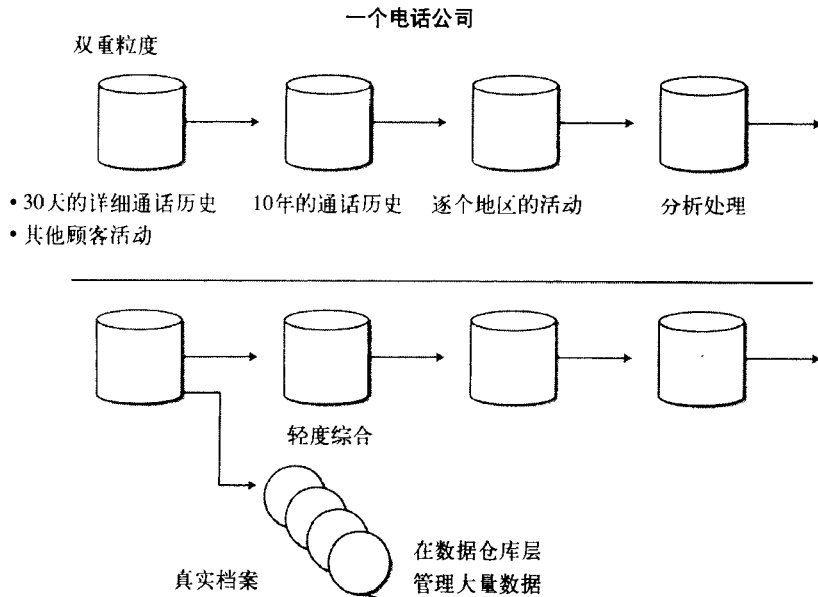 一个电话公司
双重粒度
• 30天的详细通话历史
10年的通话历史
逐个地区的活动
分析处理
• 其他顾客活动
轻度综合
真实档案
在数据仓库层
管理大量数据